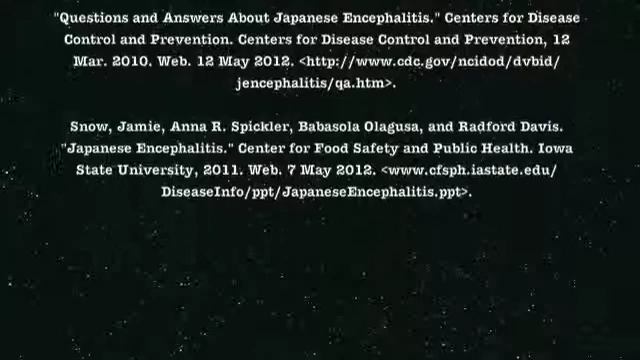 "Questions and Answers About Japanese Encephalitis." Centers for Disease
Control and Prevention. Centers for Disease Control and Prevention, 12
Mar. 2010. Web. 12 May 2012. <http://www.cdc.gov/ncidod/dvbid/
jencephalitis/qa.htm>.
Snow, Jamie, Anna R. Spickler, Babasola Olagusa, and Radford Davis.
"Japanese Encephalitis." Center for Food Safety and Public Health. Iowa
State University, 2011. Web. 7 May 2012. <www.cfsph.iastate.edu/
DiseaseInfo/ppt/JapaneseEncephalitis.ppt>.